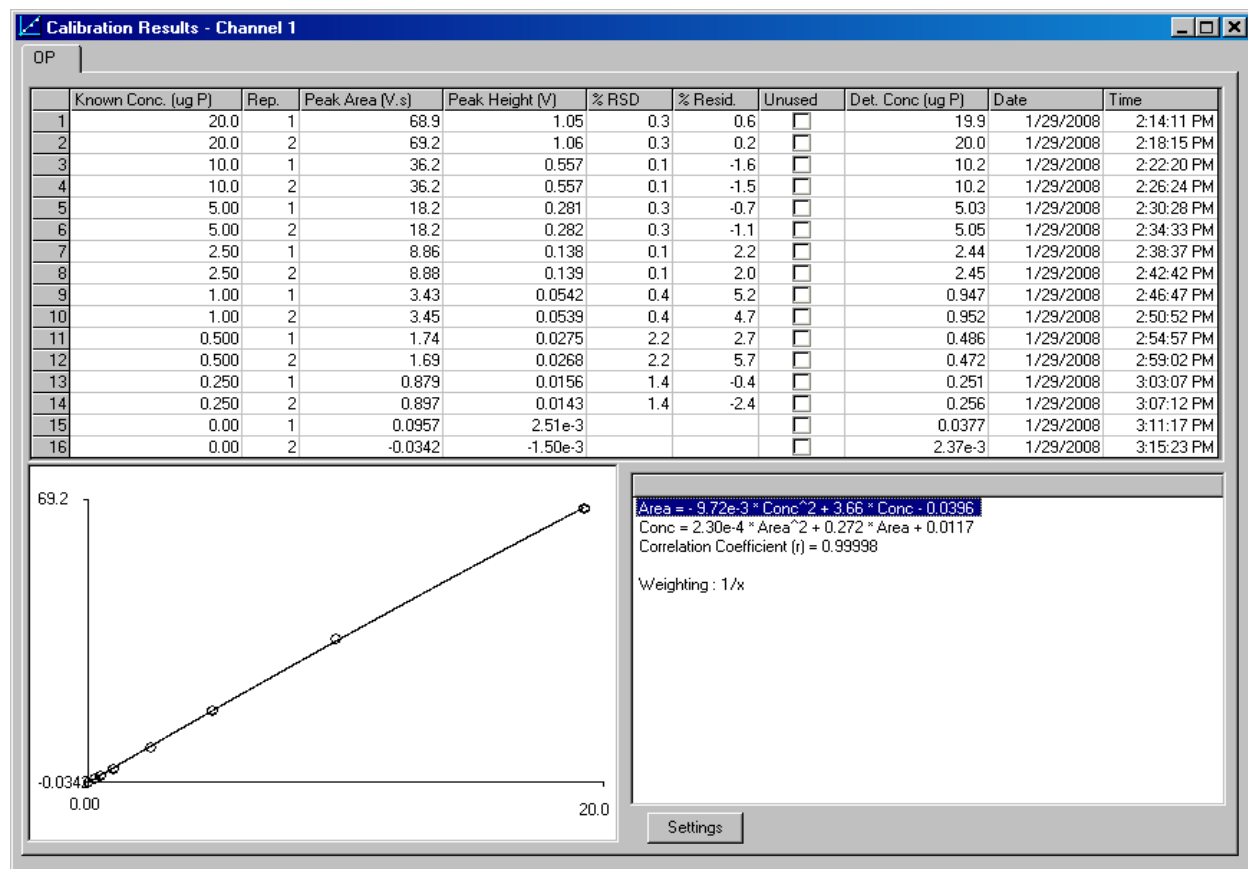 Calibration Results - Channel 1
OP
Known Conc. (ug P) Rep. Peak Area (V.s) Peak Height (V) % RSD % Resid. Unused Det. Conc (ug P) Date Time
1 20.0 1 68.9 1.05 0.3 0.6 19.9 1/29/2008 2:14:11 PM
2 20.0 2 69.2 1.06 0.3 0.2 20.0 1/29/2008 2:18:15 PM
3 10.0 1 36.2 0.557 0.1 -1.6 10.2 1/29/2008 2:22:20 PM
4 10.0 2 36.2 0.557 0.1 -1.5 10.2 1/29/2008 2:26:24 PM
5 5.00 1 18.2 0.281 0.3 -0.7 5.03 1/29/2008 2:30:28 PM
6 5.00 2 18.2 0.282 0.3 -1.1 5.05 1/29/2008 2:34:33 PM
7 2.50 1 8.86 0.138 0.1 2.2 2.44 1/29/2008 2:38:37 PM
8 2.50 2 8.88 0.139 0.1 2.0 2.45 1/29/2008 2:42:42 PM
9 1.00 1 3.43 0.0542 0.4 5.2 0.947 1/29/2008 2:46:47 PM
10 1.00 2 3.45 0.0539 0.4 4.7 0.952 1/29/2008 2:50:52 PM
11 0.500 1 1.74 0.0275 2.2 2.7 0.486 1/29/2008 2:54:57 PM
12 0.500 2 1.69 0.0268 2.2 5.7 0.472 1/29/2008 2:59:02 PM
13 0.250 1 0.879 0.0156 1.4 -0.4 0.251 1/29/2008 3:03:07 PM
14 0.250 2 0.897 0.0143 1.4 -2.4 0.256 1/29/2008 3:07:12 PM
15 0.00 1 0.0957 2.51e-3 0.0377 1/29/2008 3:11:17 PM
16 0.00 2 -0.0342 -1.50e-3 2.37e-3 1/29/2008 3:15:23 PM
69.2
-0.0342
0.00
20.0
Area = - 9.72e-3 * Conc^2 + 3.66 * Conc - 0.0396
Conc = 2.30e-4 * Area^2 + 0.272 * Area + 0.0117
Correlation Coefficient (r) = 0.99998
Weighting : 1/x
Settings